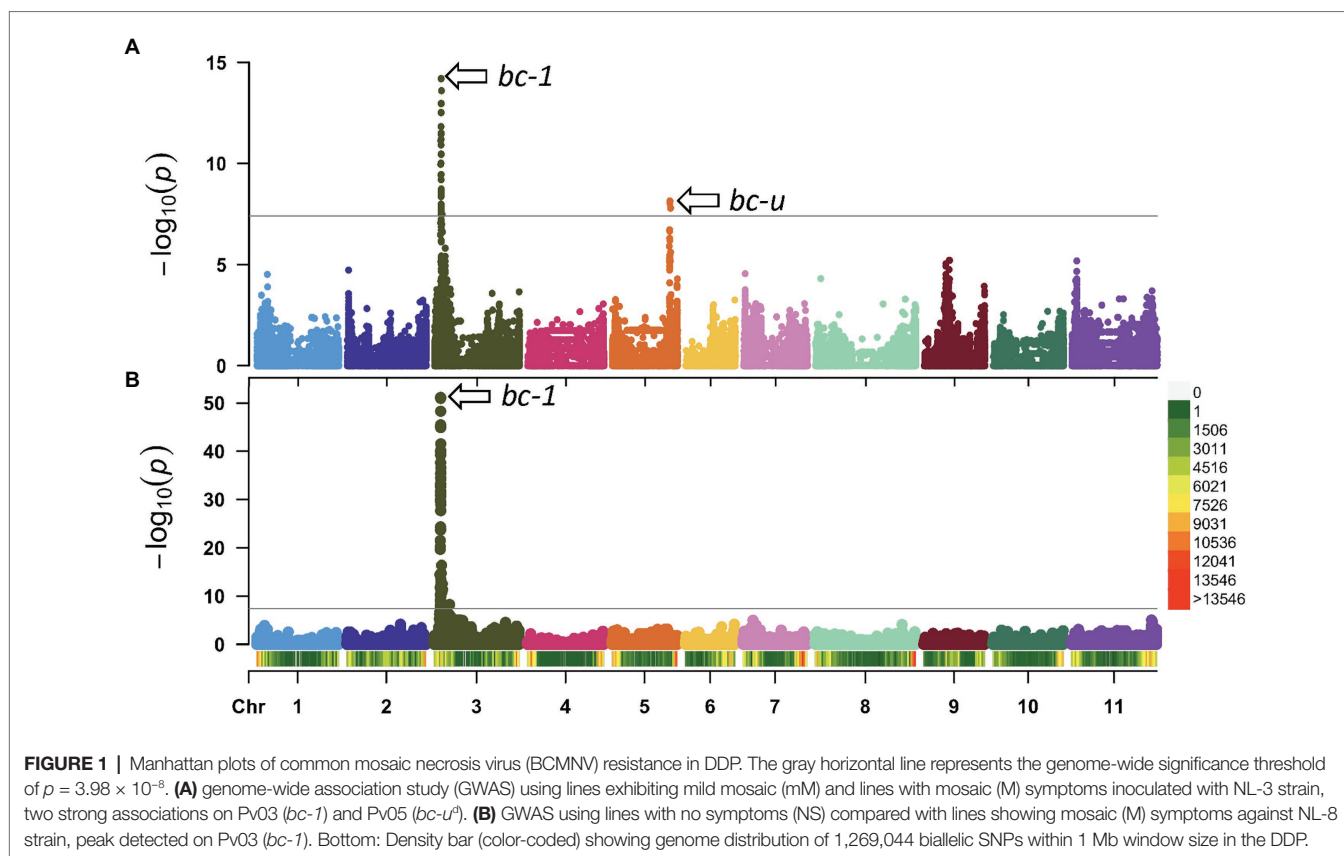 A
15
10
5
0
−log10(p)
bc-1
bc-u
B
50
40
30
20
10
0
−log10(p)
bc-1
0
1
1506
3011
4516
6021
7526
9031
10536
12041
13546
>13546
Chr 1 2 3 4 5 6 7 8 9 10 11
FIGURE 1 | Manhattan plots of common mosaic necrosis virus (BCMNV) resistance in DDP. The gray horizontal line represents the genome-wide significance threshold
of p = 3.98 × 10⁻⁸. (A) genome-wide association study (GWAS) using lines exhibiting mild mosaic (mM) and lines with mosaic (M) symptoms inoculated with NL-3 strain,
two strong associations on Pv03 (bc-1) and Pv05 (bc-uᵈ). (B) GWAS using lines with no symptoms (NS) compared with lines showing mosaic (M) symptoms against NL-8
strain, peak detected on Pv03 (bc-1). Bottom: Density bar (color-coded) showing genome distribution of 1,269,044 biallelic SNPs within 1 Mb window size in the DDP.